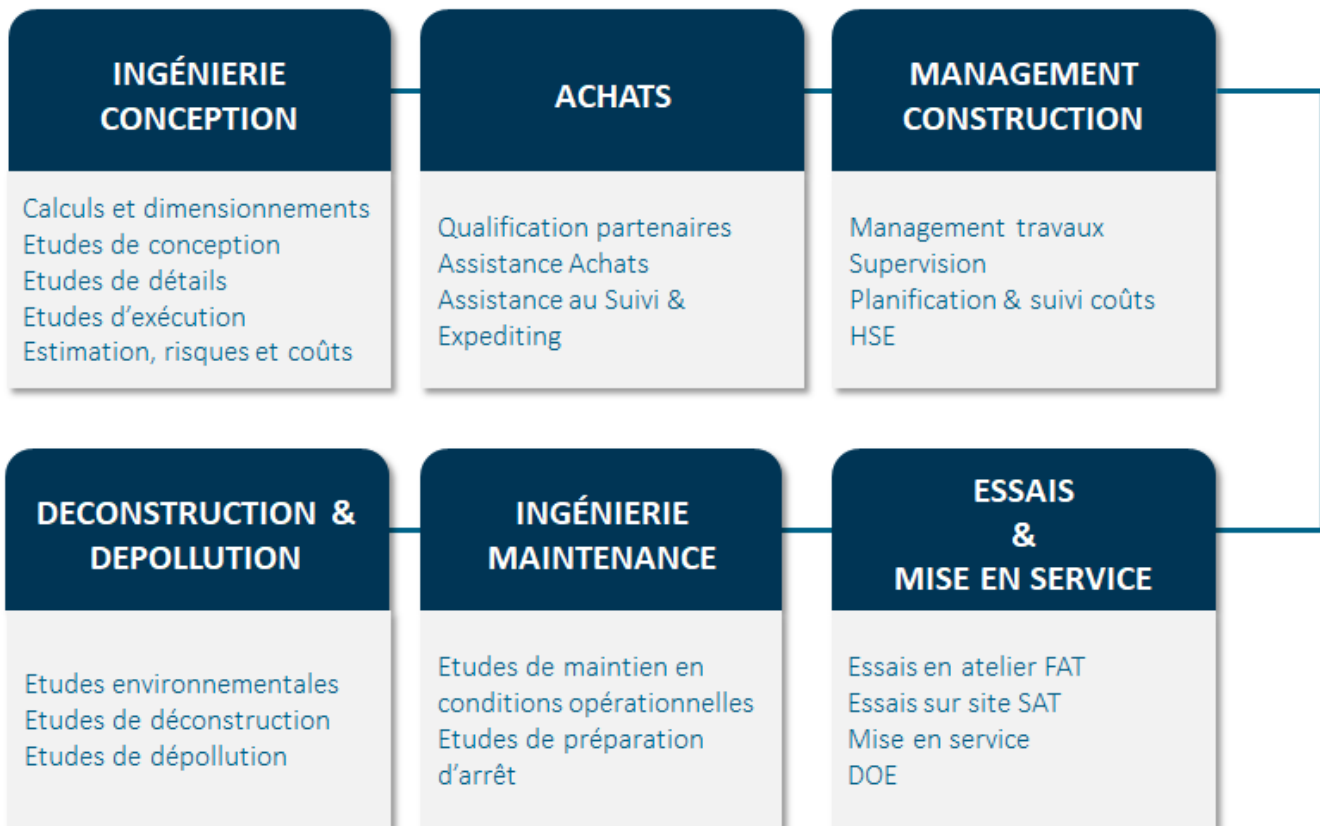 INGÉNIERIE
CONCEPTION
Calculs et dimensionnements
Etudes de conception
Etudes de détails
Etudes d’exécution
Estimation, risques et coûts
ACHATS
Qualification partenaires
Assistance Achats
Assistance au Suivi &
Expediting
MANAGEMENT
CONSTRUCTION
Management travaux
Supervision
Planification & suivi coûts
HSE
DECONSTRUCTION &
DEPOLLUTION
Etudes environnementales
Etudes de déconstruction
Etudes de dépollution
INGÉNIERIE
MAINTENANCE
Etudes de maintien en
conditions opérationnelles
Etudes de préparation
d’arrêt
ESSAIS
&
MISE EN SERVICE
Essais en atelier FAT
Essais sur site SAT
Mise en service
DOE